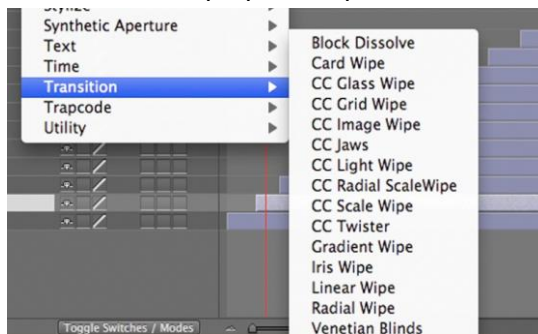 Stylize
Synthetic Aperture
Text
Time
Transition
Trapcode
Utility
Block Dissolve
Card Wipe
CC Glass Wipe
CC Grid Wipe
CC Image Wipe
CC Jaws
CC Light Wipe
CC Radial ScaleWipe
CC Scale Wipe
CC Twister
Gradient Wipe
Iris Wipe
Linear Wipe
Radial Wipe
Venetian Blinds
Toggle Switches / Modes